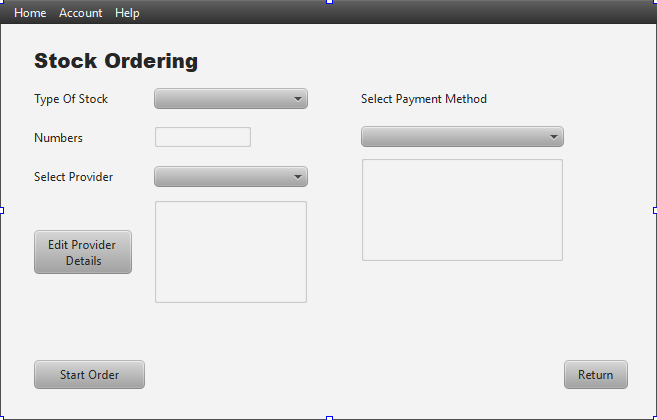 Home Account Help
Stock Ordering
Type Of Stock
Numbers
Select Provider
Edit Provider
Details
Select Payment Method
Start Order
Return